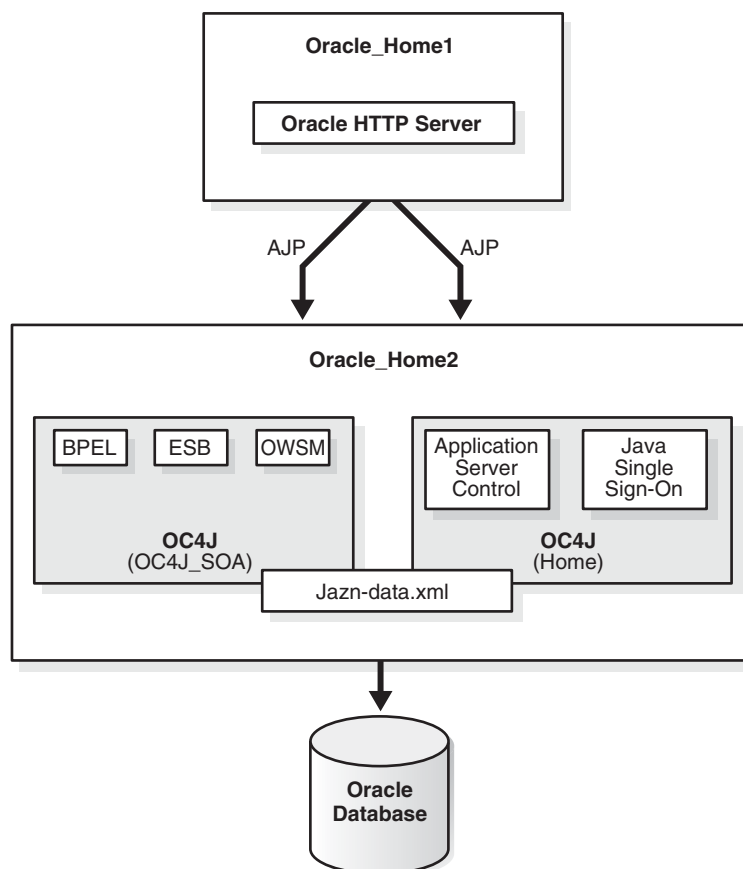 Oracle_Home1
Oracle HTTP Server
AJP
AJP
Oracle_Home2
BPEL
ESB
OWSM
OC4J
(OC4J_SOA)
Application
Server
Control
Java
Single
Sign-On
OC4J
(Home)
Jazn-data.xml
Oracle
Database